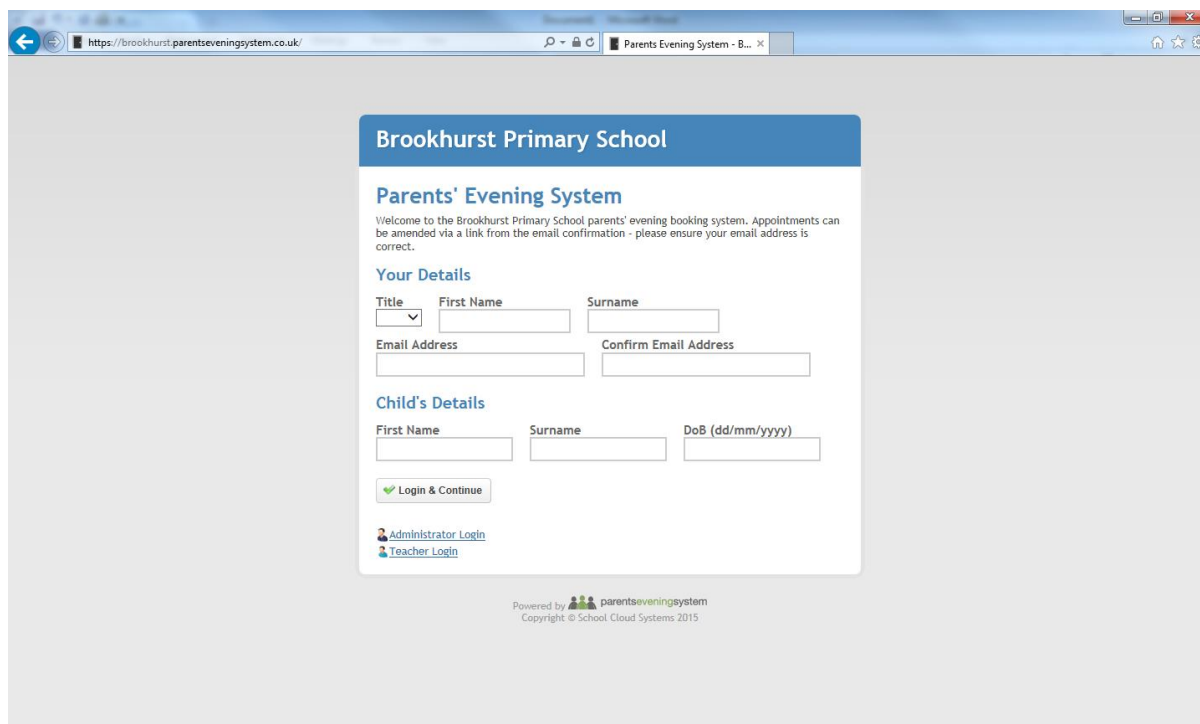 https://brookhurst.parentseveningsystem.co.uk/
Parents Evening System - B...
Brookhurst Primary School
Parents' Evening System
Welcome to the Brookhurst Primary School parents' evening booking system. Appointments can
be amended via a link from the email confirmation - please ensure your email address is
correct.
Your Details
Title First Name Surname
Email Address Confirm Email Address
Child's Details
First Name Surname DoB (dd/mm/yyyy)
Login & Continue
Administrator Login
Teacher Login
Powered by parentseveningsystem
Copyright © School Cloud Systems 2015